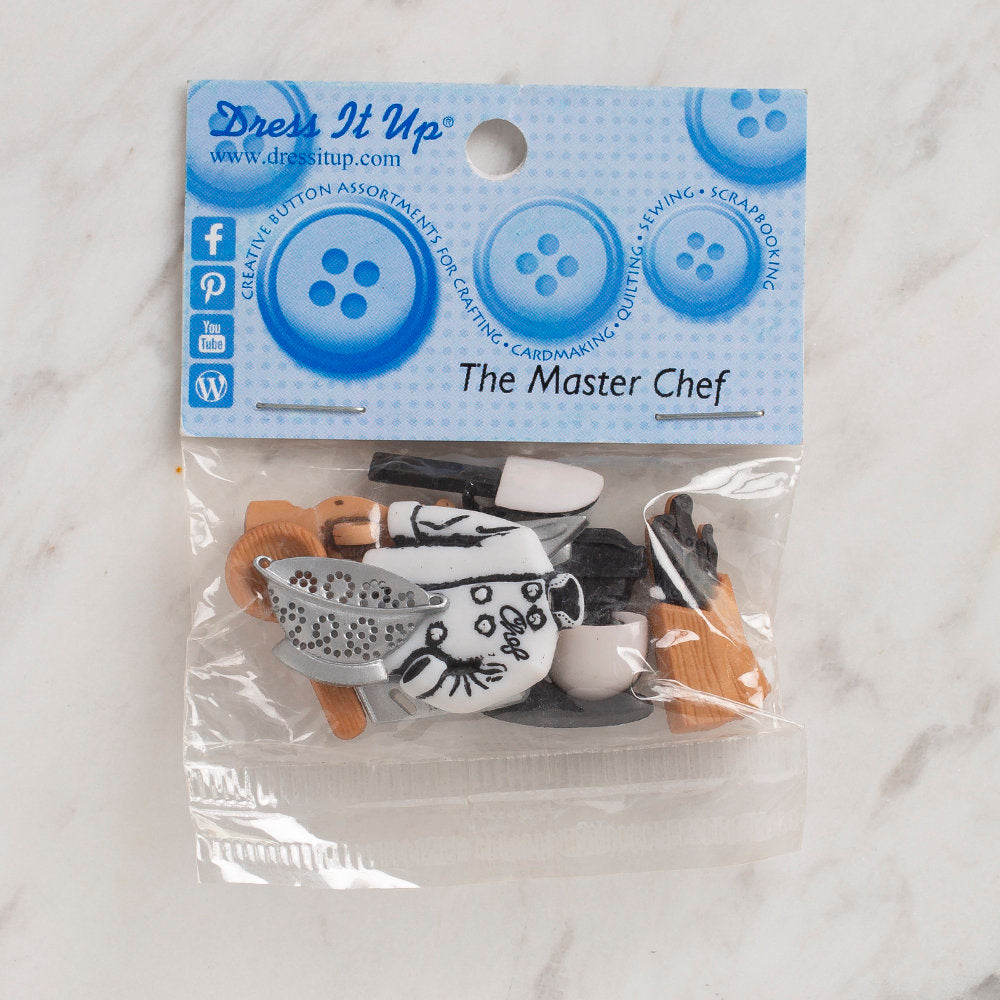 Dress It Up®
www.dressitup.com
CREATIVE BUTTON ASSORTMENTS FOR CRAFTING • CARDMAKING • QUILTING • SEWING • SCRAPBOOKING
f
P
You
Tube
W
The Master Chef
Chef